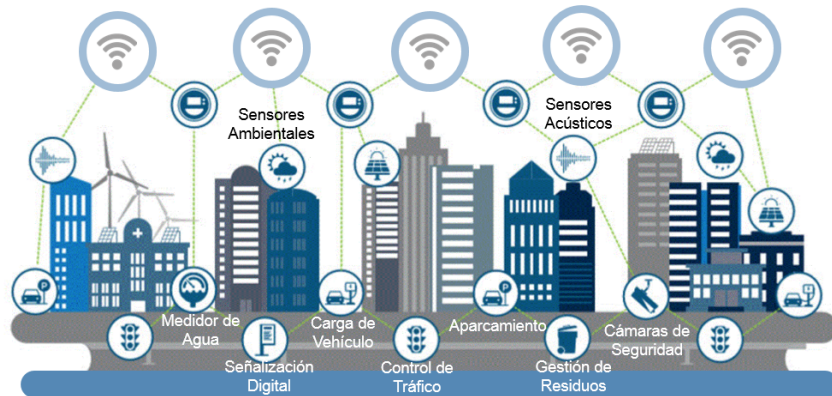 Sensores
Ambientales
Sensores
Acústicos
P
P
Medidor de
Agua
Señalización
Digital
Carga de
Vehículo
Control de
Tráfico
Aparcamiento
Gestión de
Residuos
Cámaras de
Seguridad